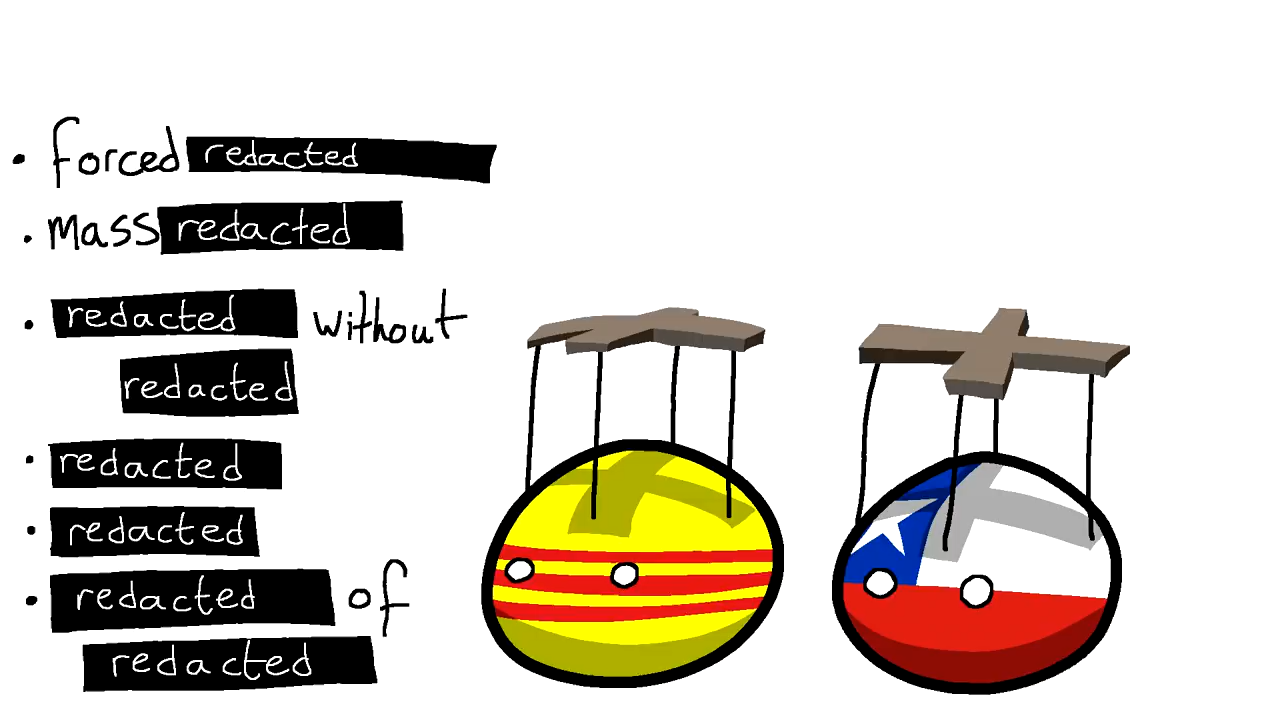 • forced redacted
• mass redacted
• redacted without
redacted
• redacted
• redacted
• redacted of
redacted